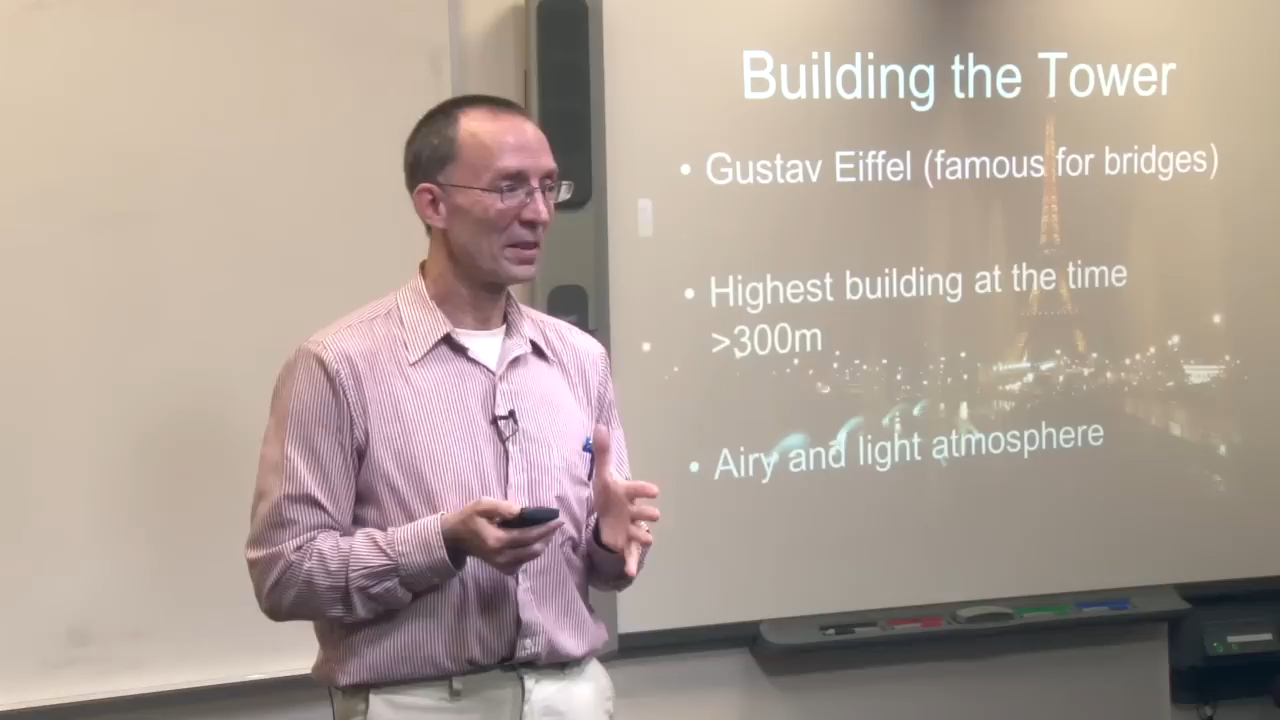 Building the Tower
• Gustav Eiffel (famous for bridges)
• Highest building at the time
>300m
• Airy and light atmosphere